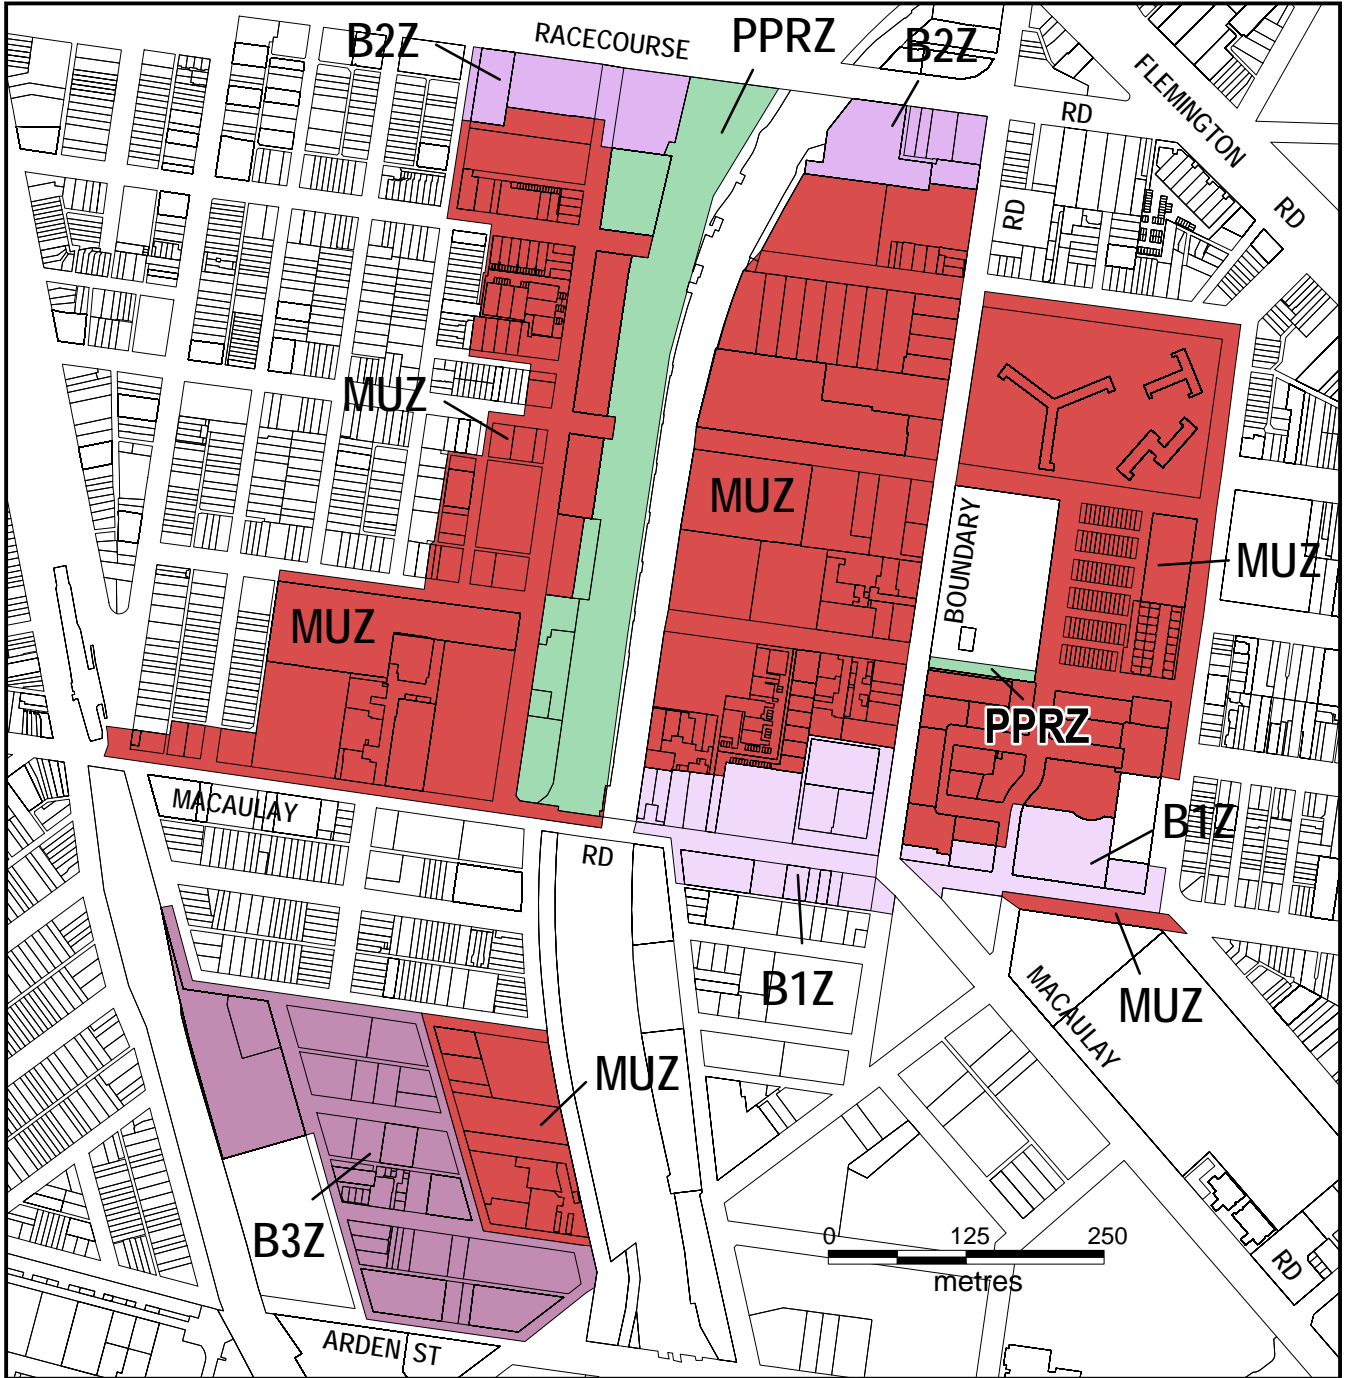 B2Z
RACECOURSE
PPRZ
B2Z
FLEMINGTON
RD
RD
RD
MUZ
MUZ
BOUNDARY
MUZ
MUZ
PPRZ
MACAULAY
RD
B1Z
B1Z
MACAULAY
MUZ
MUZ
B3Z
0 125 250
metres
RD
ARDEN ST